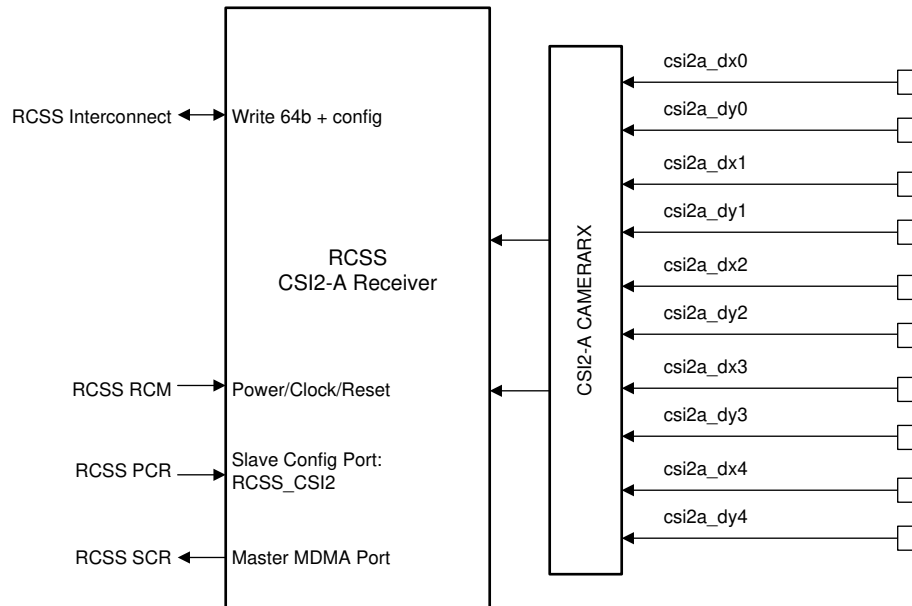 RCSS Interconnect
Write 64b + config
RCSS
CSI2-A Receiver
RCSS RCM
Power/Clock/Reset
RCSS PCR
Slave Config Port:
RCSS_CSI2
RCSS SCR
Master MDMA Port
CSI2-A CAMERARX
csi2a_dx0
csi2a_dy0
csi2a_dx1
csi2a_dy1
csi2a_dx2
csi2a_dy2
csi2a_dx3
csi2a_dy3
csi2a_dx4
csi2a_dy4